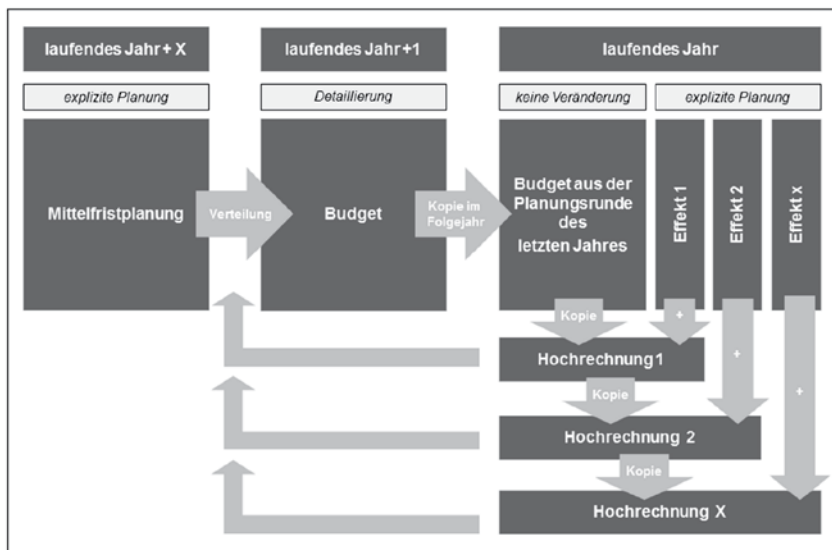 laufendes Jahr + X
laufendes Jahr +1
laufendes Jahr
explizite Planung
Detaillierung
keine Veränderung
explizite Planung
Mittelfristplanung
Verteilung
Budget
Kopie im
Folgejahr
Budget aus der
Planungsrunde
des
letzten Jahres
Effekt 1
Effekt 2
Effekt x
Kopie
+
Hochrechnung 1
+
Kopie
+
Hochrechnung 2
Kopie
Hochrechnung X